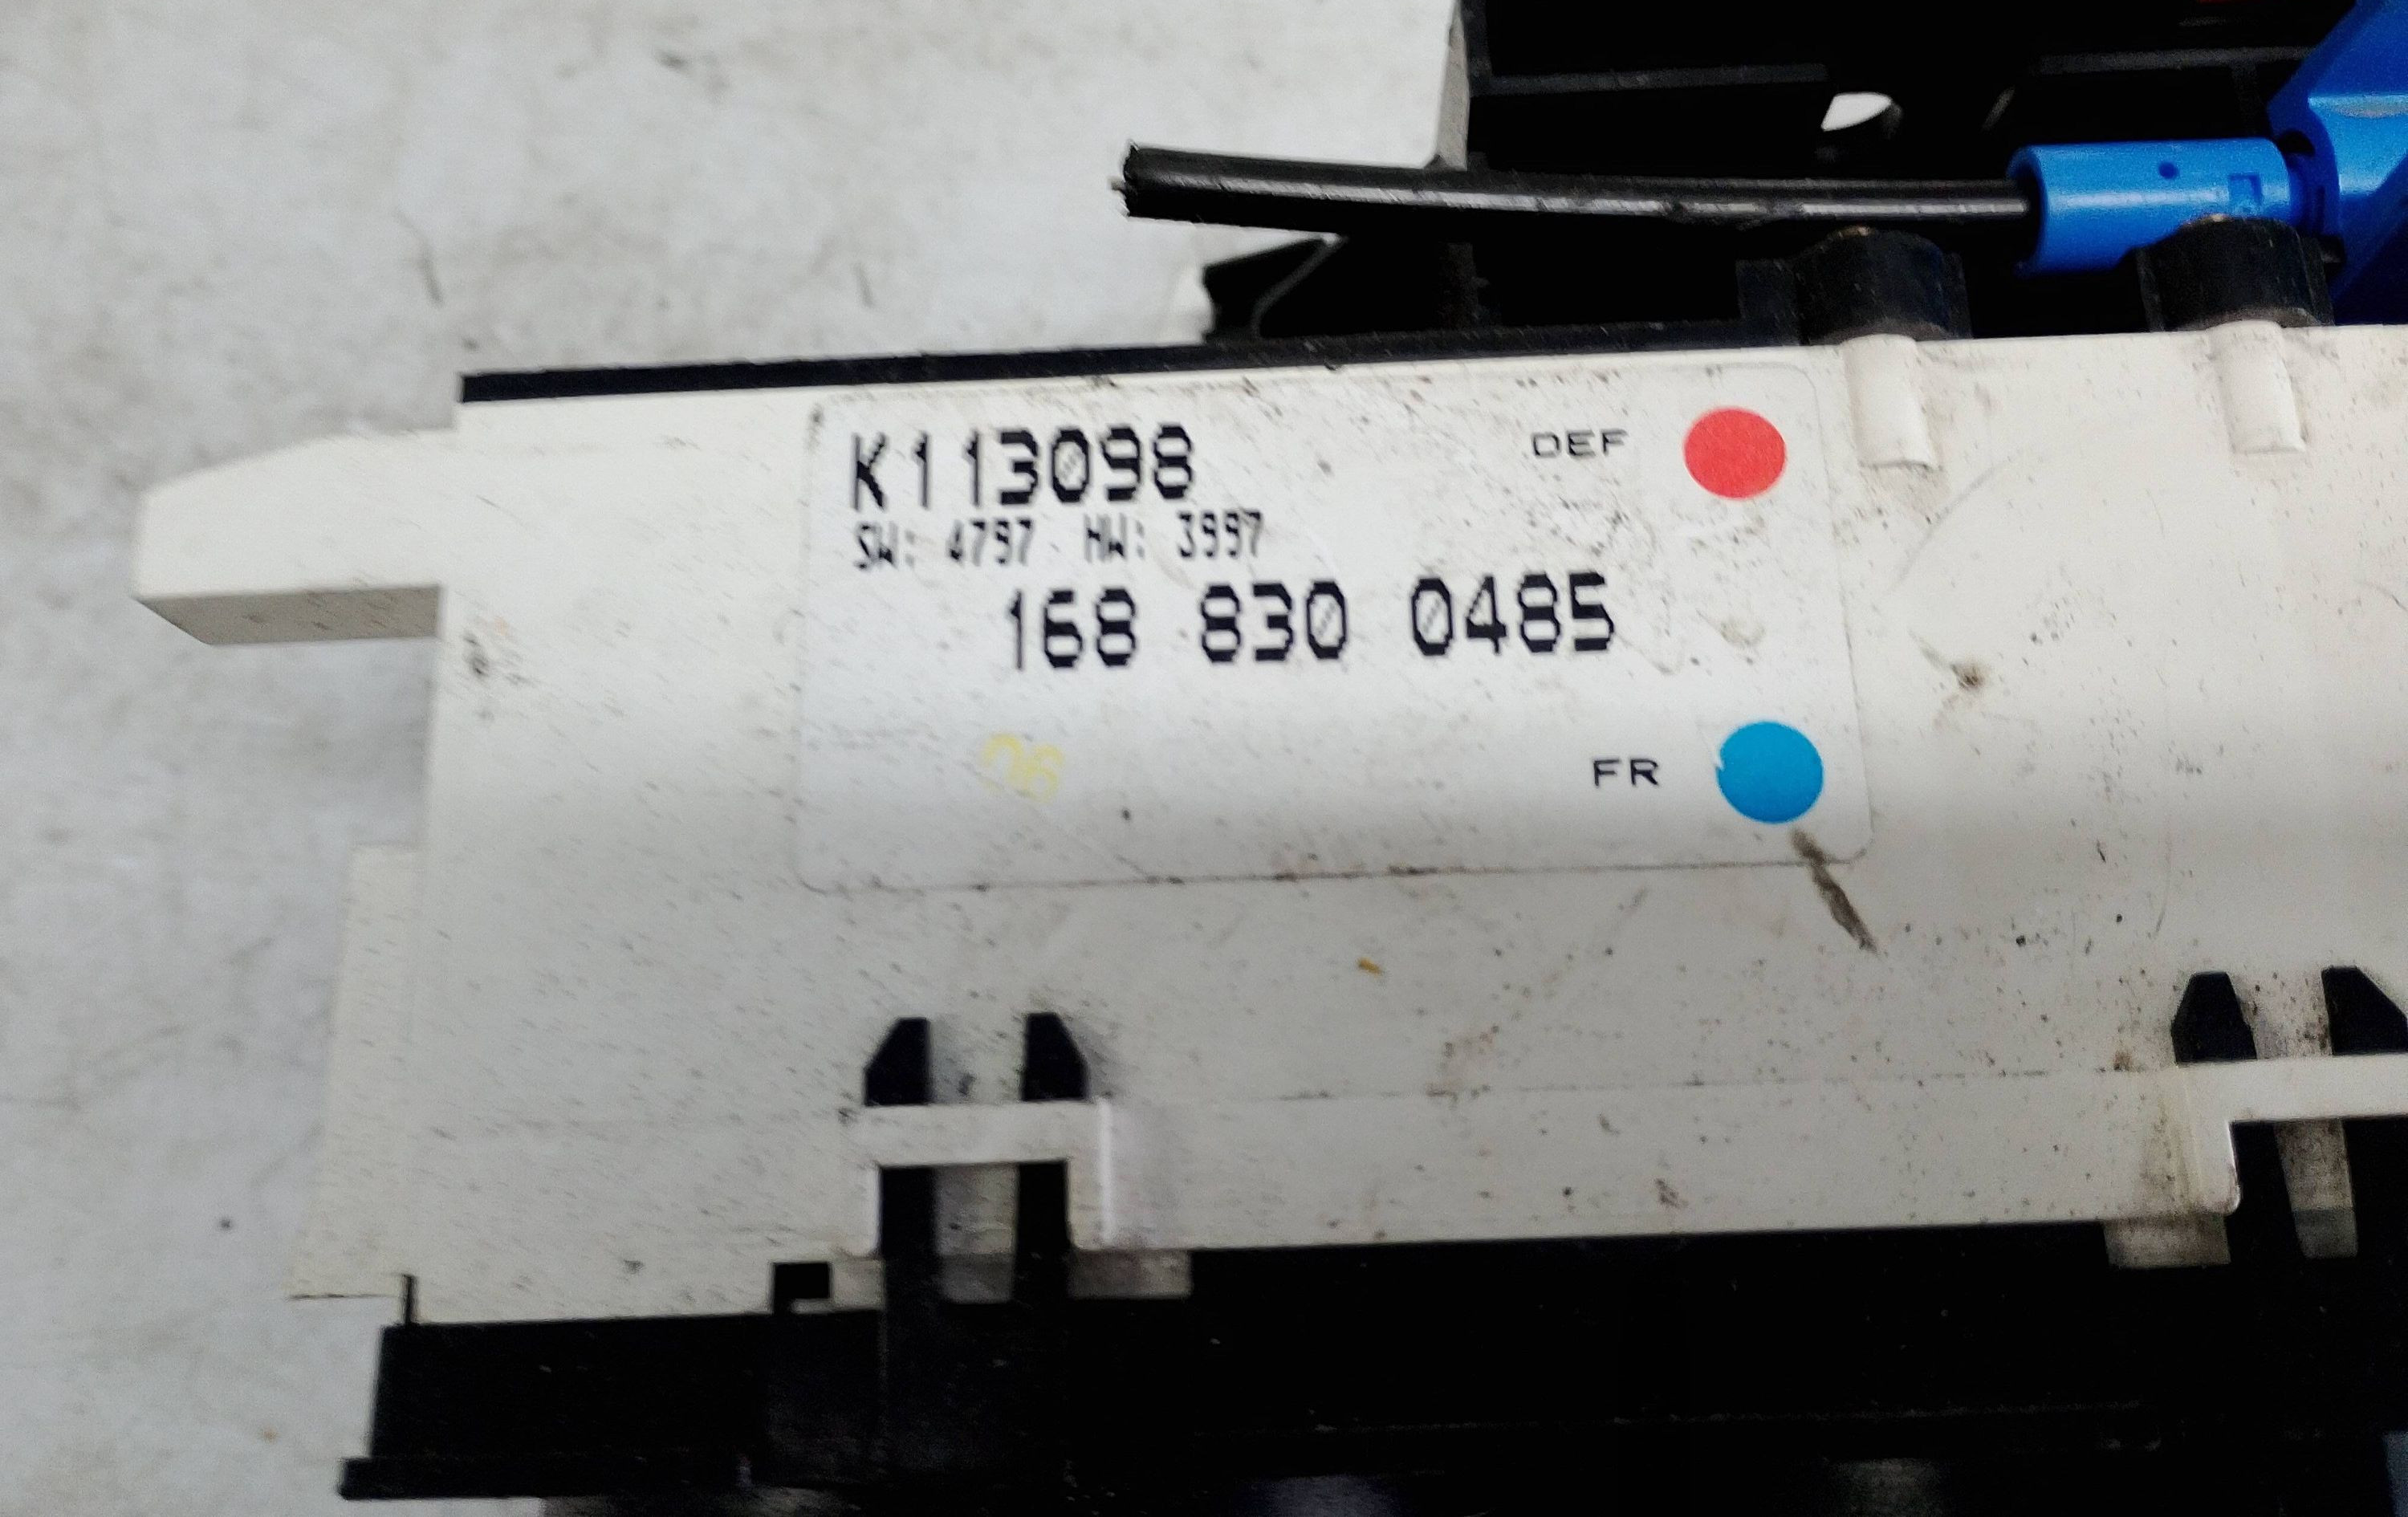 K113098
DEF
SW: 4797 HW: 3997
168 830 0485
06
FR